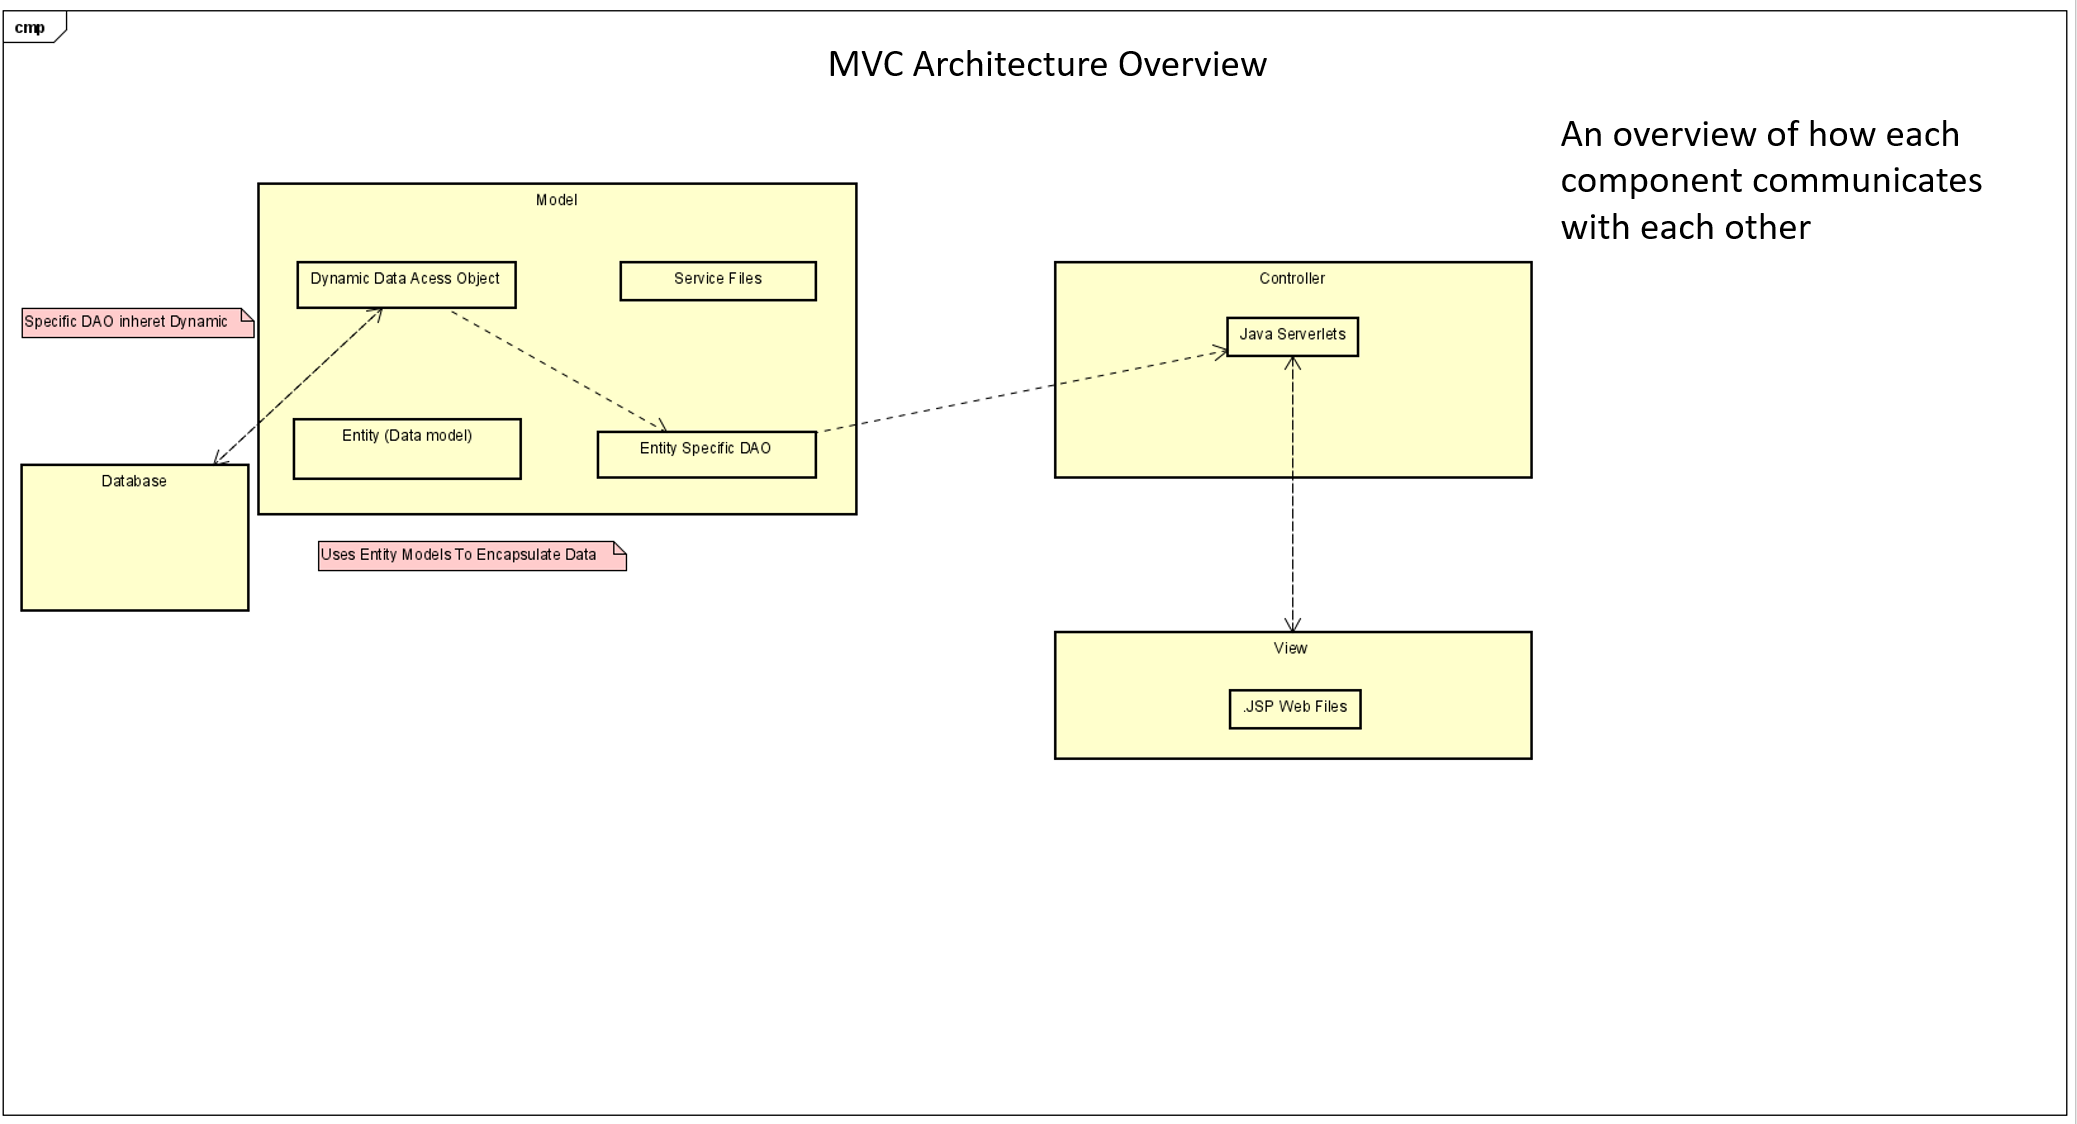 cmp
MVC Architecture Overview
An overview of how each
component communicates
with each other
Model
Dynamic Data Acess Object
Service Files
Controller
Specific DAO inheret Dynamic
Java Serverlets
Entity (Data model)
Entity Specific DAO
Database
Uses Entity Models To Encapsulate Data
View
.JSP Web Files